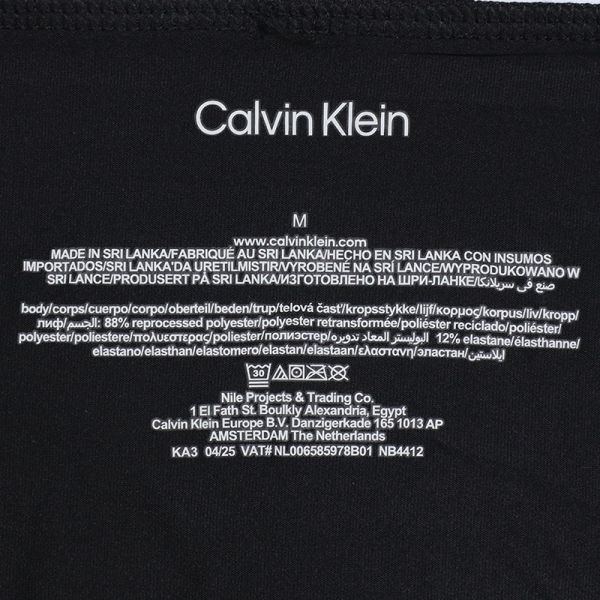 Calvin Klein
M
www.calvinklein.com
MADE IN SRI LANKA/FABRIQUÉ AU SRI LANKA/HECHO EN SRI LANKA CON INSUMOS
IMPORTADOS/SRI LANKA'DA URETILMISTIR/VYROBENÉ NA SRÍ LANCE/WYPRODUKOWANO W
SRI LANCE/PRODUSERT PÅ SRI LANKA/ИЗГОТОВЛЕНО НА ШРИ-ЛАНКЕ/صنع في سريلانكا
body/corps/cuerpo/corpo/oberteil/beden/trup/telová časť/kropsstykke/lijf/κορμος/korpus/liv/kropp/
лиф/الجسم: 88% reprocessed polyester/polyester retransformée/poliéster reciclado/poliéster/
polyester/poliestere/πολυεστερας/poliester/полиэстер/البوليستر المعاد تدويره 12% elastane/élasthanne/
elastano/elasthan/elastomero/elastan/elastaan/ελαστανη/эластан/إيلاستين
30
Nile Projects & Trading Co.
1 El Fath St. Boulkly Alexandria, Egypt
Calvin Klein Europe B.V. Danzigerkade 165 1013 AP
AMSTERDAM The Netherlands
KA3 04/25 VAT# NL006585978B01 NB4412